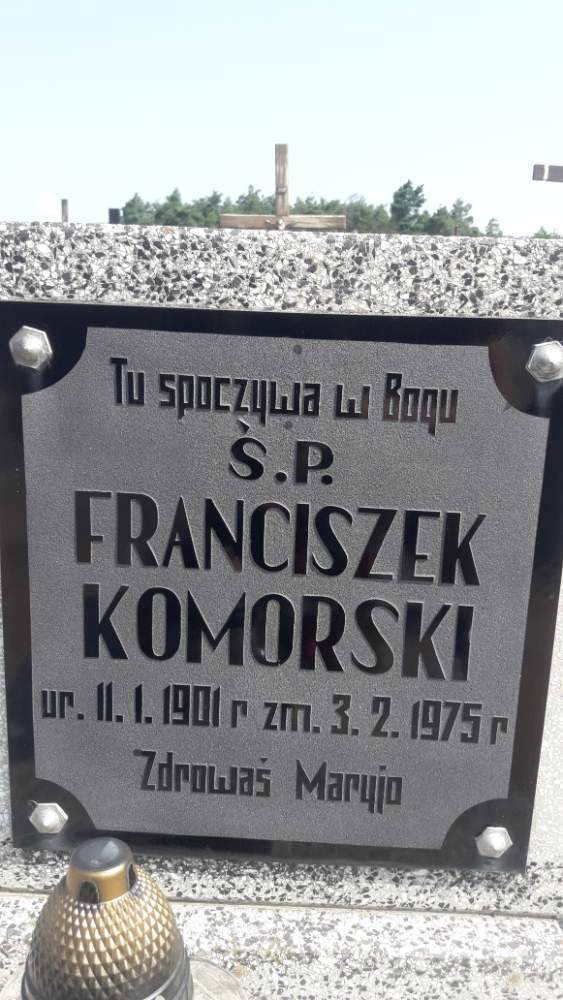 Tu spoczywa w Bogu
Ś.P.
FRANCISZEK
KOMORSKI
ur. 11. 1. 1901 r zm. 3. 2. 1975 r
Zdrowaś Maryjo